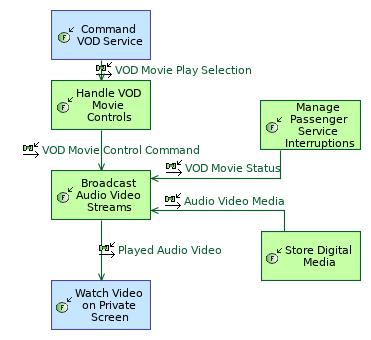 Command
VOD Service
VOD Movie Play Selection
Handle VOD
Movie
Controls
Manage
Passenger
Service
Interruptions
VOD Movie Control Command
VOD Movie Status
Broadcast
Audio Video
Streams
Audio Video Media
Played Audio Video
Store Digital
Media
Watch Video
on Private
Screen